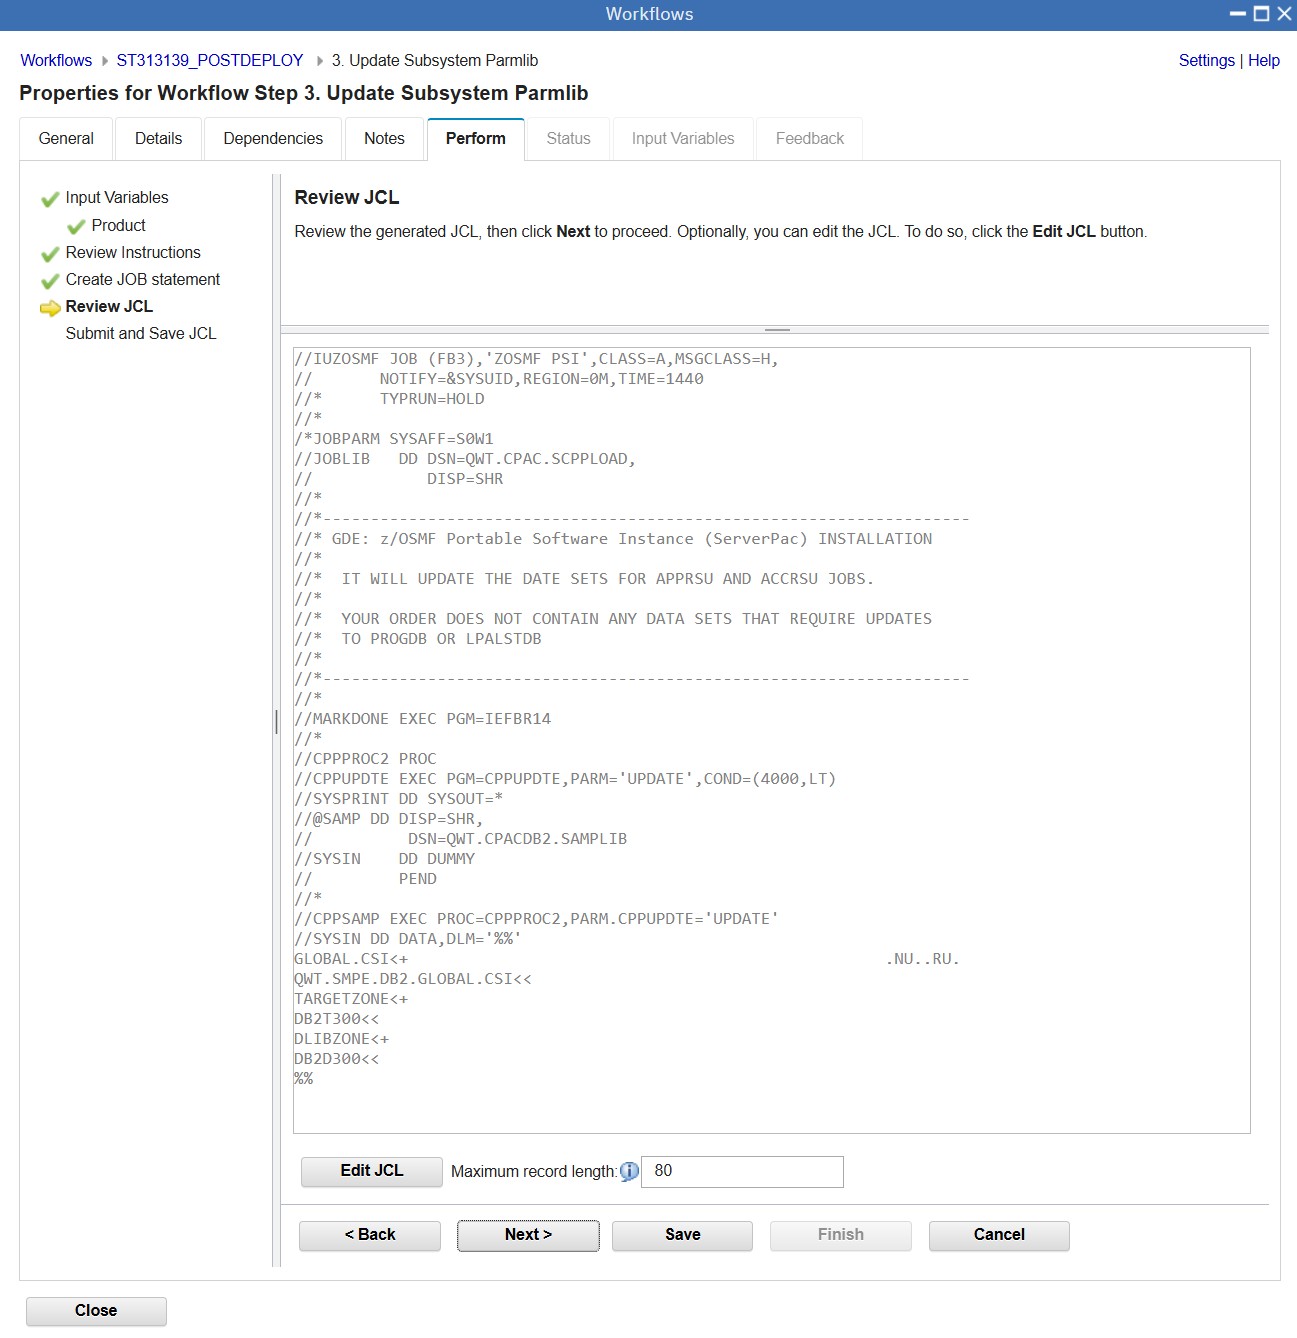 Workflows
Workflows ST313139_POSTDEPLOY 3. Update Subsystem Parmlib Settings | Help
Properties for Workflow Step 3. Update Subsystem Parmlib
General Details Dependencies Notes Perform Status Input Variables Feedback
Input Variables
Product
Review Instructions
Create JOB statement
Review JCL
Submit and Save JCL
Review JCL
Review the generated JCL, then click Next to proceed. Optionally, you can edit the JCL. To do so, click the Edit JCL button.
//IUZOSMF JOB (FB3),'ZOSMF PSI',CLASS=A,MSGCLASS=H,
//       NOTIFY=&SYSUID,REGION=0M,TIME=1440
//*      TYPRUN=HOLD
//*
/*JOBPARM SYSAFF=S0W1
//JOBLIB   DD DSN=QWT.CPAC.SCPPLOAD,
//            DISP=SHR
//*
//*--------------------------------------------------------------------
//* GDE: z/OSMF Portable Software Instance (ServerPac) INSTALLATION
//*
//*  IT WILL UPDATE THE DATE SETS FOR APPRSU AND ACCRSU JOBS.
//*
//*  YOUR ORDER DOES NOT CONTAIN ANY DATA SETS THAT REQUIRE UPDATES
//*  TO PROGDB OR LPALSTDB
//*
//*--------------------------------------------------------------------
//*
//MARKDONE EXEC PGM=IEFBR14
//*
//CPPPROC2 PROC
//CPPUPDTE EXEC PGM=CPPUPDTE,PARM='UPDATE',COND=(4000,LT)
//SYSPRINT DD SYSOUT=*
//@SAMP DD DISP=SHR,
//          DSN=QWT.CPACDB2.SAMPLIB
//SYSIN    DD DUMMY
//         PEND
//*
//CPPSAMP EXEC PROC=CPPPROC2,PARM.CPPUPDTE='UPDATE'
//SYSIN DD DATA,DLM='%%'
GLOBAL.CSI<+                                                  .NU..RU.
QWT.SMPE.DB2.GLOBAL.CSI<<
TARGETZONE<+
DB2T300<<
DLIBZONE<+
DB2D300<<
%%
Edit JCL Maximum record length: 80
< Back Next > Save Finish Cancel
Close